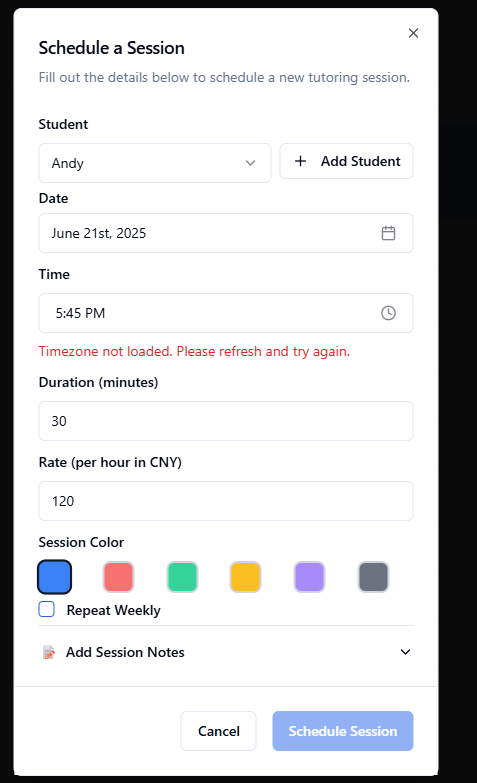 Schedule a Session
Fill out the details below to schedule a new tutoring session.
Student
Andy
Add Student
Date
June 21st, 2025
Time
5:45 PM
Timezone not loaded. Please refresh and try again.
Duration (minutes)
30
Rate (per hour in CNY)
120
Session Color
Repeat Weekly
Add Session Notes
Cancel
Schedule Session